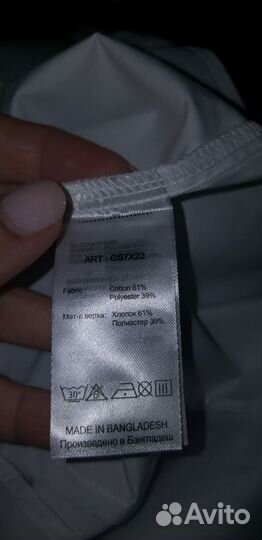 ART : GS7X22
Fabric : Cotton 61%
Polyester 39%
Мат-л верха: Хлопок 61%
Полиэстер 39%
30°
MADE IN BANGLADESH
Произведено в Бангладеш
Avito